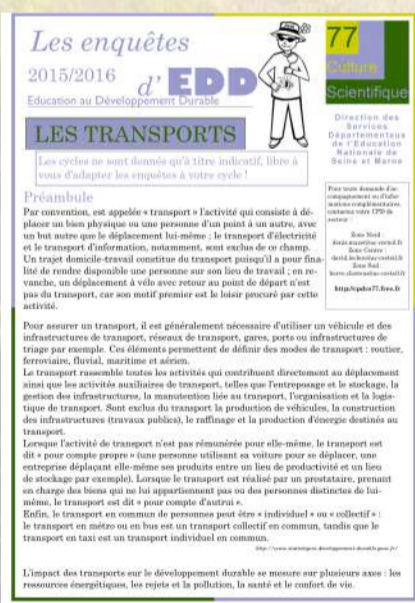 Les enquêtes
2015/2016
d'EDD
Education au Développement Durable
77
Culture
Scientifique
LES TRANSPORTS
Les cycles ne sont donnés qu'à titre indicatif, libre à
vous d'adapter les enquêtes à votre cycle !
Direction des
Services
Départementaux
de l'Education
Nationale de
Seine et Marne
Pour toute demande d'ac-
compagnement ou d'infor-
mation complémentaire,
contactez votre CPD de
secteur :
Zone Nord :
Zone Centre :
Zone Sud :
Préambule
Par convention, est appelée « transport » l'activité qui consiste à dé-
placer un bien physique ou une personne d'un point à un autre, avec
un but autre que le déplacement lui-même ; le transport d'électricité
et le transport d'information, notamment, sont exclus de ce champ.
Un trajet domicile-travail constitue du transport puisqu'il a pour fina-
lité de rendre disponible une personne sur son lieu de travail ; en re-
vanche, un déplacement à vélo avec retour au point de départ n'est
pas du transport, car son motif premier est le loisir procuré par cette
activité.
Pour assurer un transport, il est généralement nécessaire d'utiliser un véhicule et des
infrastructures de transport, réseaux de transport, gares, ports ou infrastructures de
triage par exemple. Ces éléments permettent de définir des modes de transport : routier,
ferroviaire, fluvial, maritime et aérien.
Le transport rassemble toutes les activités qui contribuent directement au déplacement
ainsi que les activités auxiliaires de transport, telles que l'entreposage et le stockage, la
gestion des infrastructures, la manutention liée au transport, l'organisation et la logis-
tique de transport. Sont exclus du transport la production de véhicules, la construction
des infrastructures (travaux publics), le raffinage et la production d'énergie destinés au
transport.
Lorsque l'activité de transport n'est pas rémunérée pour elle-même, le transport est
dit « pour compte propre » (une personne utilisant sa voiture pour se déplacer, une
entreprise déplaçant elle-même ses produits entre un lieu de productivité et un lieu
de stockage par exemple). Lorsque le transport est réalisé par un prestataire, prenant
en charge des biens qui ne lui appartiennent pas ou des personnes distinctes de lui-
même, le transport est dit « pour compte d'autrui ».
Enfin, le transport en commun de personnes peut être « individuel » ou « collectif » :
le transport en métro ou en bus est un transport collectif en commun, tandis que le
transport en taxi est un transport individuel en commun.
L'impact des transports sur le développement durable se mesure sur plusieurs axes : les
ressources énergétiques, les rejets et la pollution, la santé et le confort de vie.